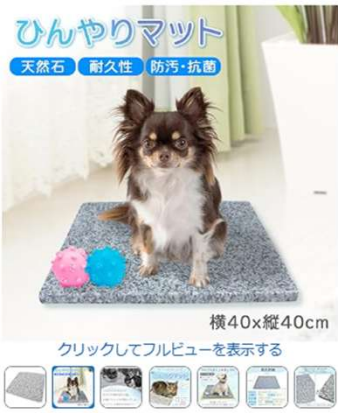 ひんやりマット
天然石 耐久性 防汚・抗菌
横40x縦40cm
クリックしてフルビューを表示する